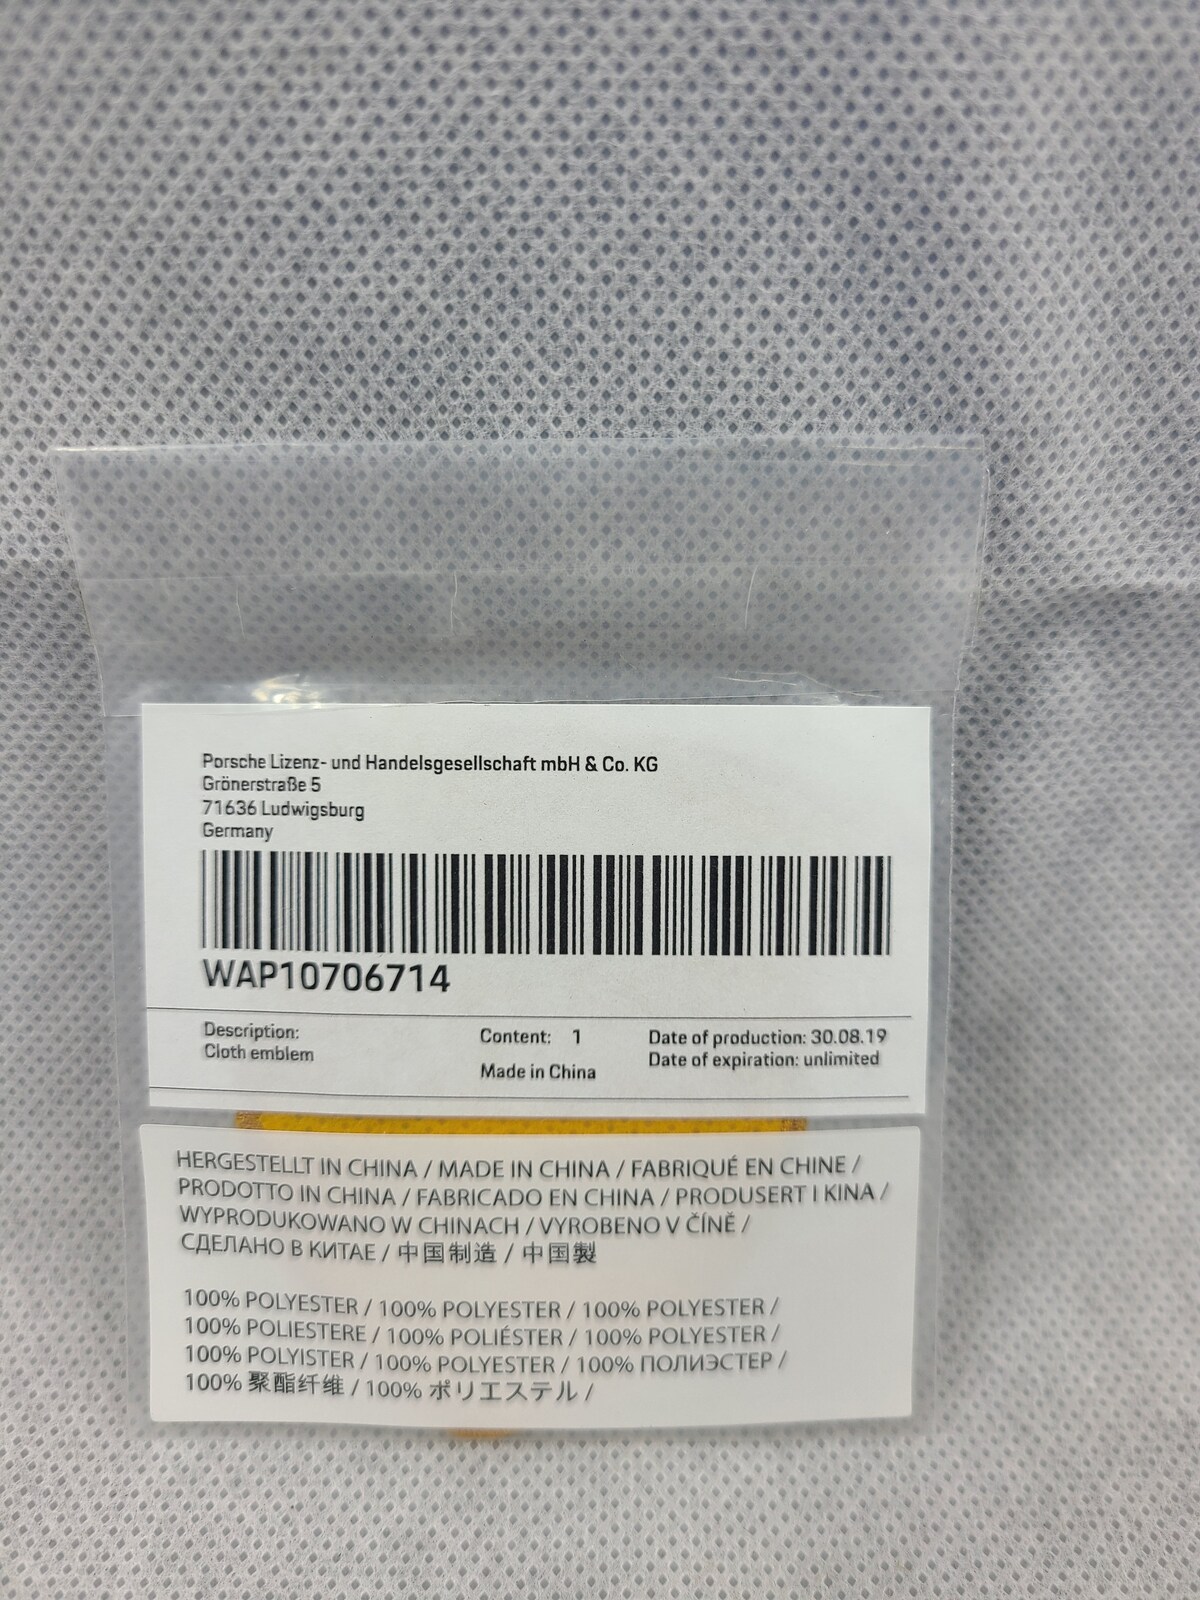 Porsche Lizenz- und Handelsgesellschaft mbH & Co. KG
Grönerstraße 5
71636 Ludwigsburg
Germany
WAP10706714
Description:
Cloth emblem
Content: 1
Made in China
Date of production: 30.08.19
Date of expiration: unlimited
HERGESTELLT IN CHINA / MADE IN CHINA / FABRIQUÉ EN CHINE /
PRODOTTO IN CHINA / FABRICADO EN CHINA / PRODUSERT I KINA /
WYPRODUKOWANO W CHINACH / VYROBENO V ČÍNĚ /
СДЕЛАНО В КИТАЕ / 中国制造 / 中国製
100% POLYESTER / 100% POLYESTER / 100% POLYESTER /
100% POLIESTERE / 100% POLIÉSTER / 100% POLYESTER /
100% POLYISTER / 100% POLYESTER / 100% ПОЛИЭСТЕР /
100% 聚酯纤维 / 100% ポリエステル /